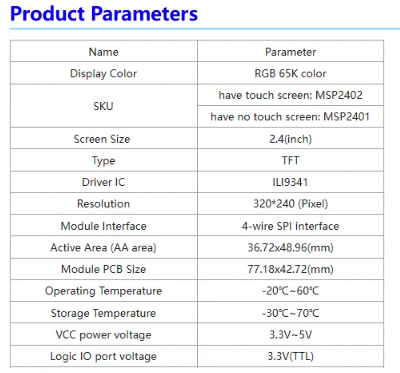 Product Parameters
Name Parameter
Display Color RGB 65K color
SKU have touch screen: MSP2402
have no touch screen: MSP2401
Screen Size 2.4(inch)
Type TFT
Driver IC ILI9341
Resolution 320*240 (Pixel)
Module Interface 4-wire SPI interface
Active Area (AA area) 36.72x48.96(mm)
Module PCB Size 77.18x42.72(mm)
Operating Temperature -20℃~60℃
Storage Temperature -30℃~70℃
VCC power voltage 3.3V~5V
Logic IO port voltage 3.3V(TTL)